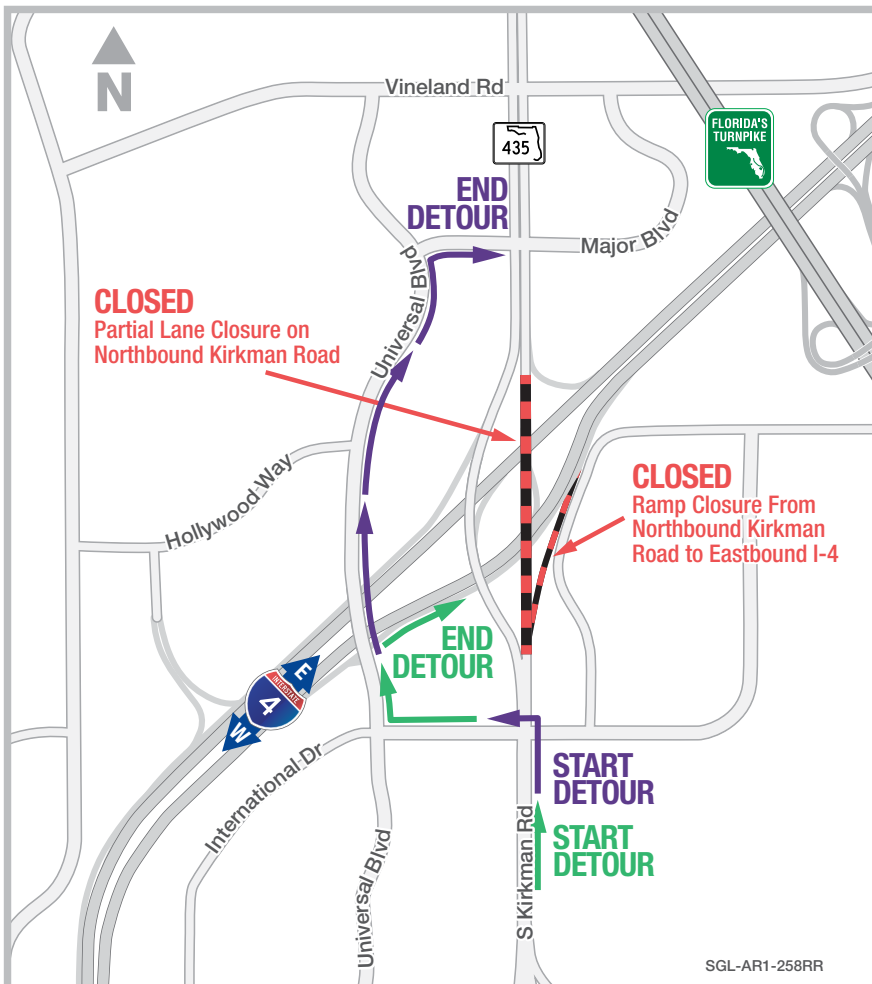 N
Vineland Rd
435
FLORIDA'S
TURNPIKE
END
DETOUR
Major Blvd
Universal Blvd
CLOSED
Partial Lane Closure on
Northbound Kirkman Road
Hollywood Way
CLOSED
Ramp Closure From
Northbound Kirkman
Road to Eastbound I-4
END
DETOUR
E
INTERSTATE
4
W
International Dr
START
DETOUR
START
DETOUR
S Kirkman Rd
Universal Blvd
SGL-AR1-258RR